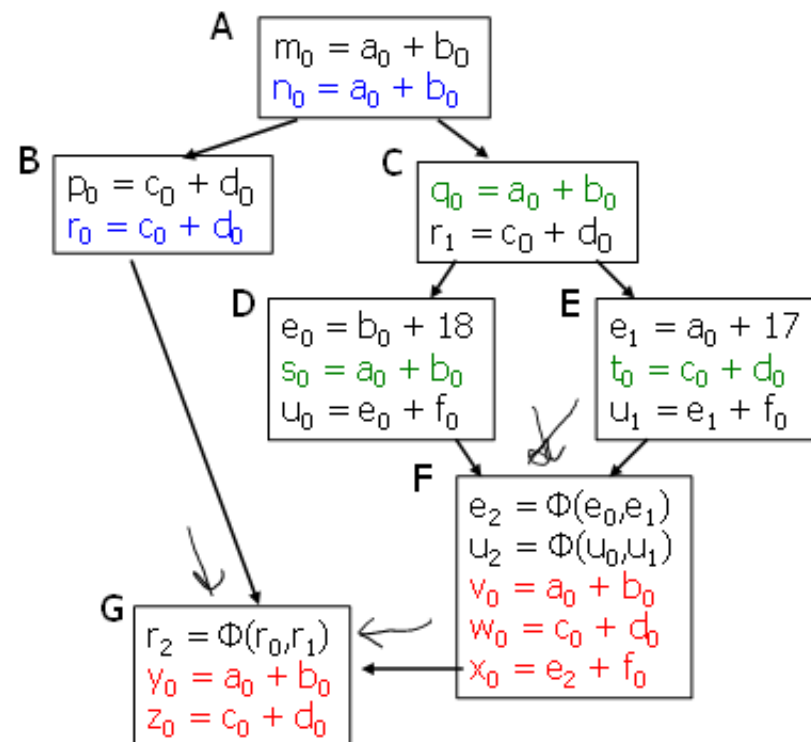 A
m₀ = a₀ + b₀
n₀ = a₀ + b₀
B
p₀ = c₀ + d₀
r₀ = c₀ + d₀
C
q₀ = a₀ + b₀
r₁ = c₀ + d₀
D
e₀ = b₀ + 18
s₀ = a₀ + b₀
u₀ = e₀ + f₀
E
e₁ = a₀ + 17
t₀ = c₀ + d₀
u₁ = e₁ + f₀
F
e₂ = Φ(e₀,e₁)
u₂ = Φ(u₀,u₁)
v₀ = a₀ + b₀
w₀ = c₀ + d₀
x₀ = e₂ + f₀
G
r₂ = Φ(r₀,r₁)
y₀ = a₀ + b₀
z₀ = c₀ + d₀